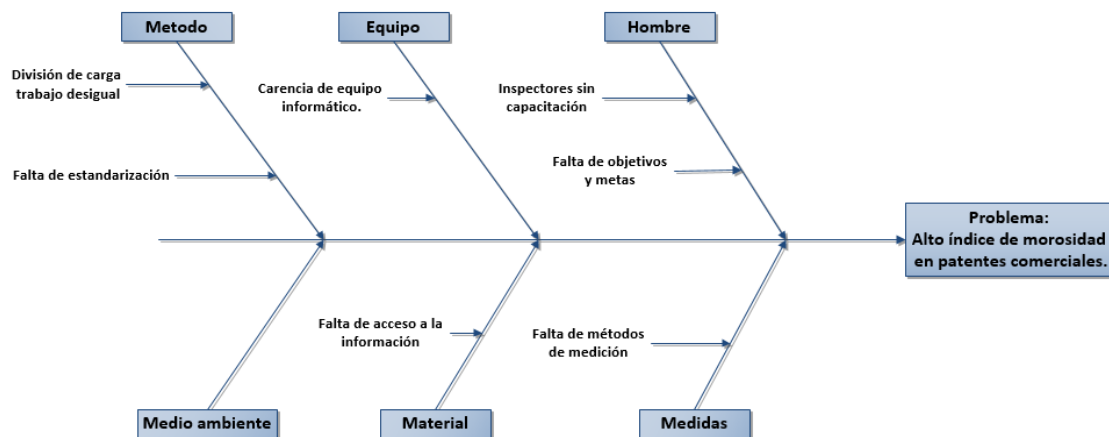 Metodo
Equipo
Hombre
División de carga
trabajo desigual
Carencia de equipo
informático.
Inspectores sin
capacitación
Falta de estandarización
Falta de objetivos
y metas
Problema:
Alto índice de morosidad
en patentes comerciales.
Falta de acceso a la
información
Falta de métodos
de medición
Medio ambiente
Material
Medidas